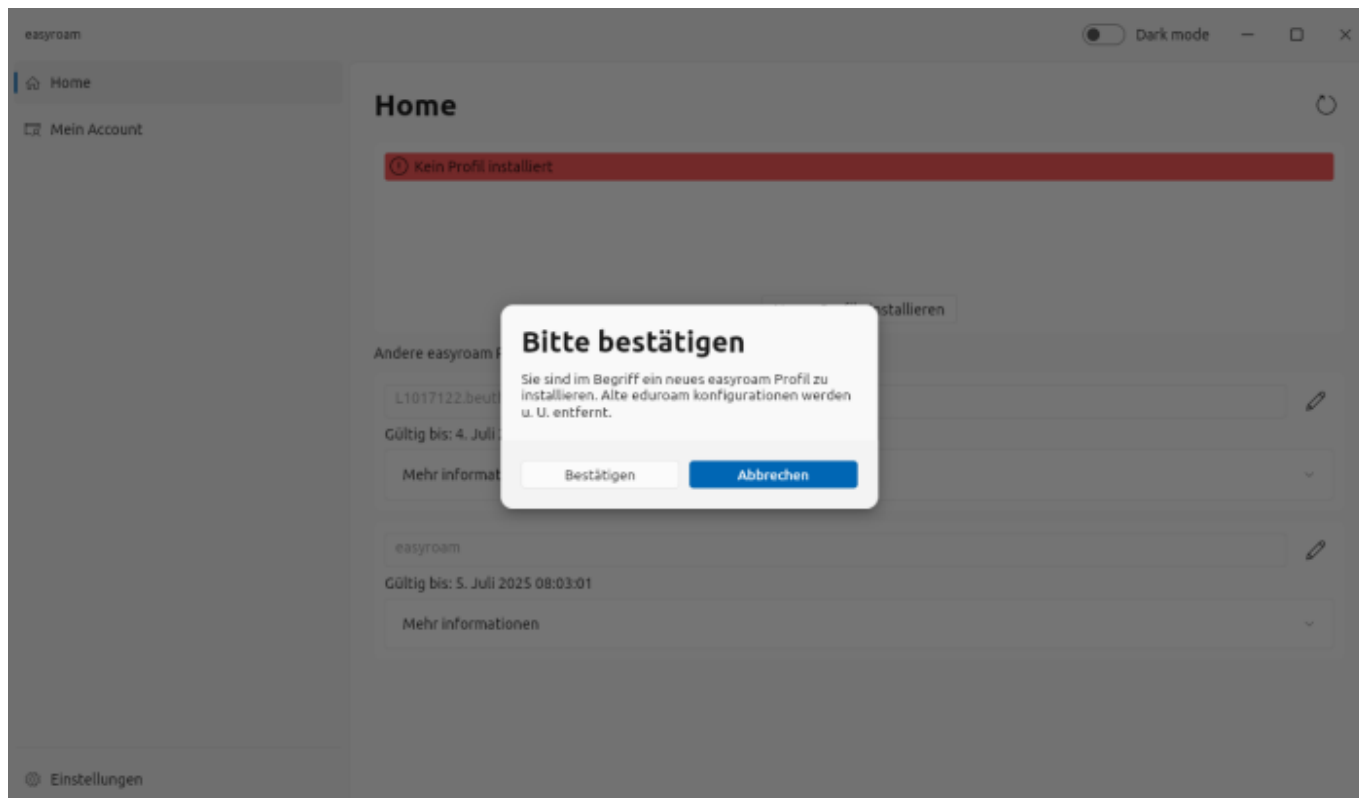 easyroam
Dark mode
Home
Mein Account
Home
Kein Profil installiert
Bitte bestätigen
Sie sind im Begriff ein neues easyroam Profil zu
installieren. Alte eduroam konfigurationen werden
u. U. entfernt.
Bestätigen Abbrechen
Andere easyroam
Gültig bis: 4. Juli
Mehr informat
easyroam
Gültig bis: 5. Juli 2025 08:03:01
Mehr informationen
Einstellungen